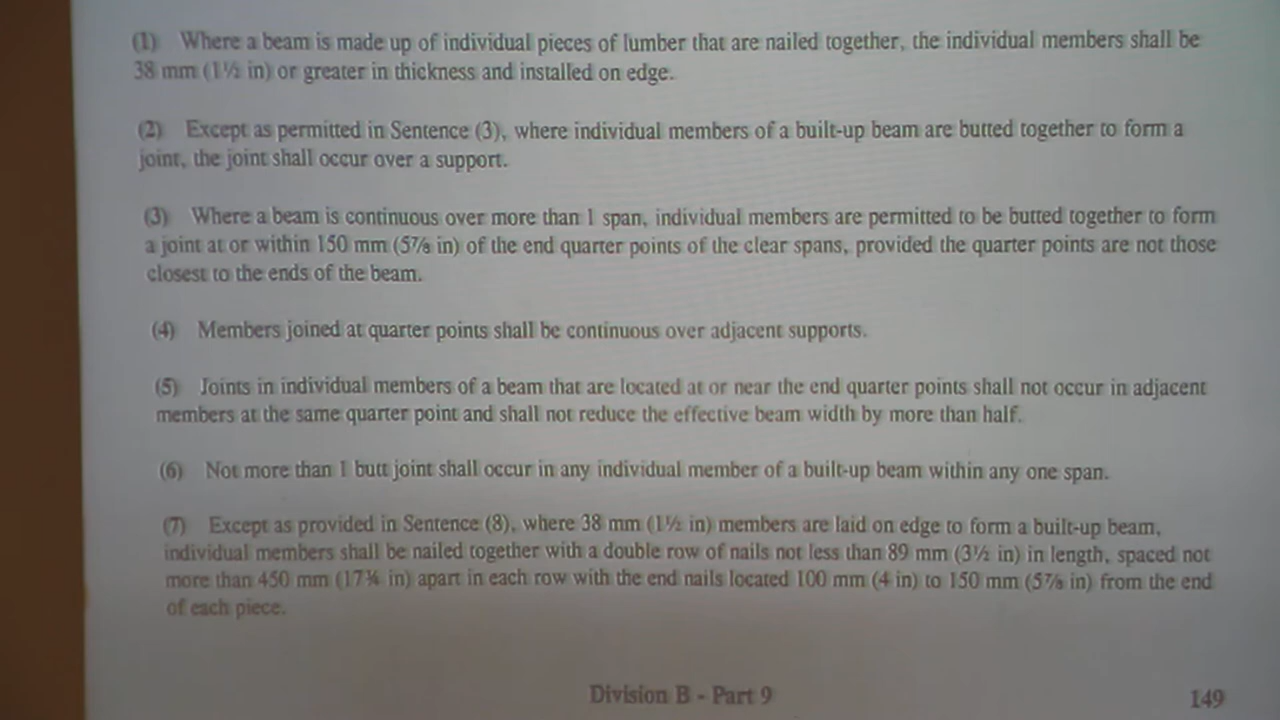 (1) Where a beam is made up of individual pieces of lumber that are nailed together, the individual members shall be
38 mm (1½ in) or greater in thickness and installed on edge.
(2) Except as permitted in Sentence (3), where individual members of a built-up beam are butted together to form a
joint, the joint shall occur over a support.
(3) Where a beam is continuous over more than 1 span, individual members are permitted to be butted together to form
a joint at or within 150 mm (5⅞ in) of the end quarter points of the clear spans, provided the quarter points are not those
closest to the ends of the beam.
(4) Members joined at quarter points shall be continuous over adjacent supports.
(5) Joints in individual members of a beam that are located at or near the end quarter points shall not occur in adjacent
members at the same quarter point and shall not reduce the effective beam width by more than half.
(6) Not more than 1 butt joint shall occur in any individual member of a built-up beam within any one span.
(7) Except as provided in Sentence (8), where 38 mm (1½ in) members are laid on edge to form a built-up beam,
individual members shall be nailed together with a double row of nails not less than 89 mm (3½ in) in length, spaced not
more than 450 mm (17¾ in) apart in each row with the end nails located 100 mm (4 in) to 150 mm (5⅞ in) from the end
of each piece.
Division B - Part 9
149